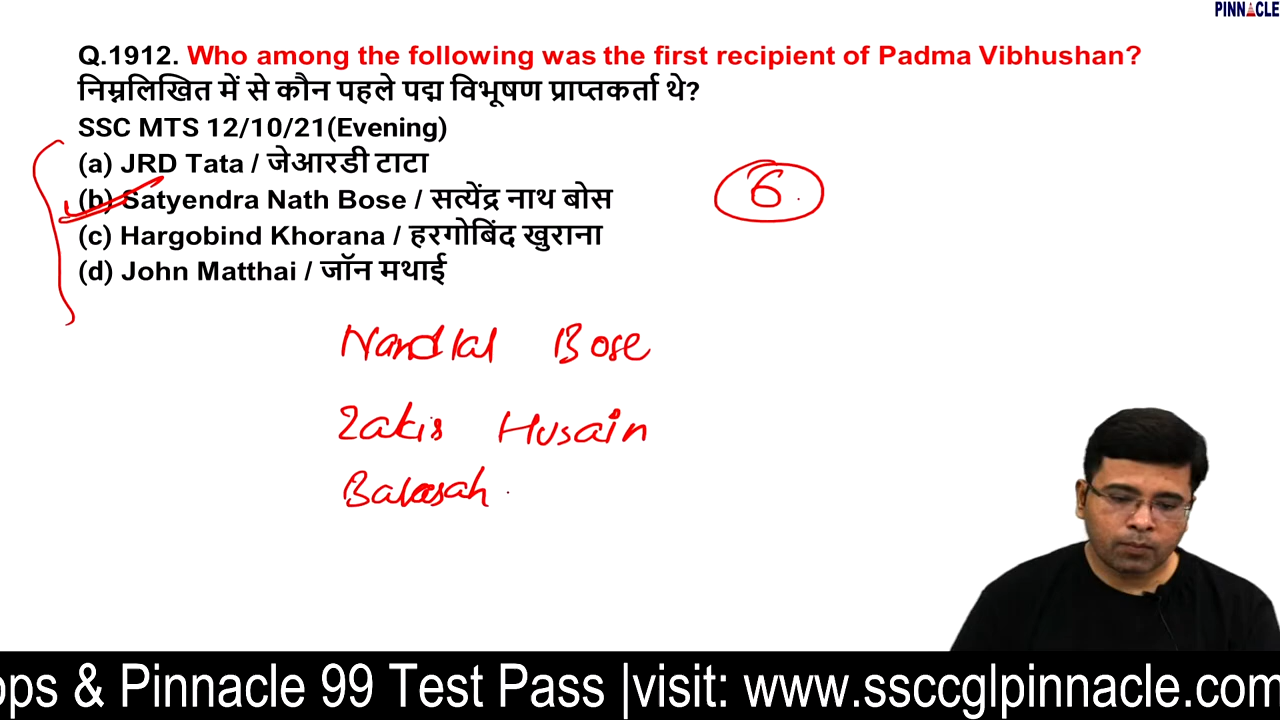 PINNACLE
Q.1912. Who among the following was the first recipient of Padma Vibhushan?
निम्नलिखित में से कौन पहले पद्म विभूषण प्राप्तकर्ता थे?
SSC MTS 12/10/21(Evening)
(a) JRD Tata / जेआरडी टाटा
(b) Satyendra Nath Bose / सत्येंद्र नाथ बोस
6
(c) Hargobind Khorana / हरगोबिंद खुराना
(d) John Matthai / जॉन मथाई
Nandlal Bose
Zakir Husain
Balasah
ops & Pinnacle 99 Test Pass |visit: www.ssccglpinnacle.com